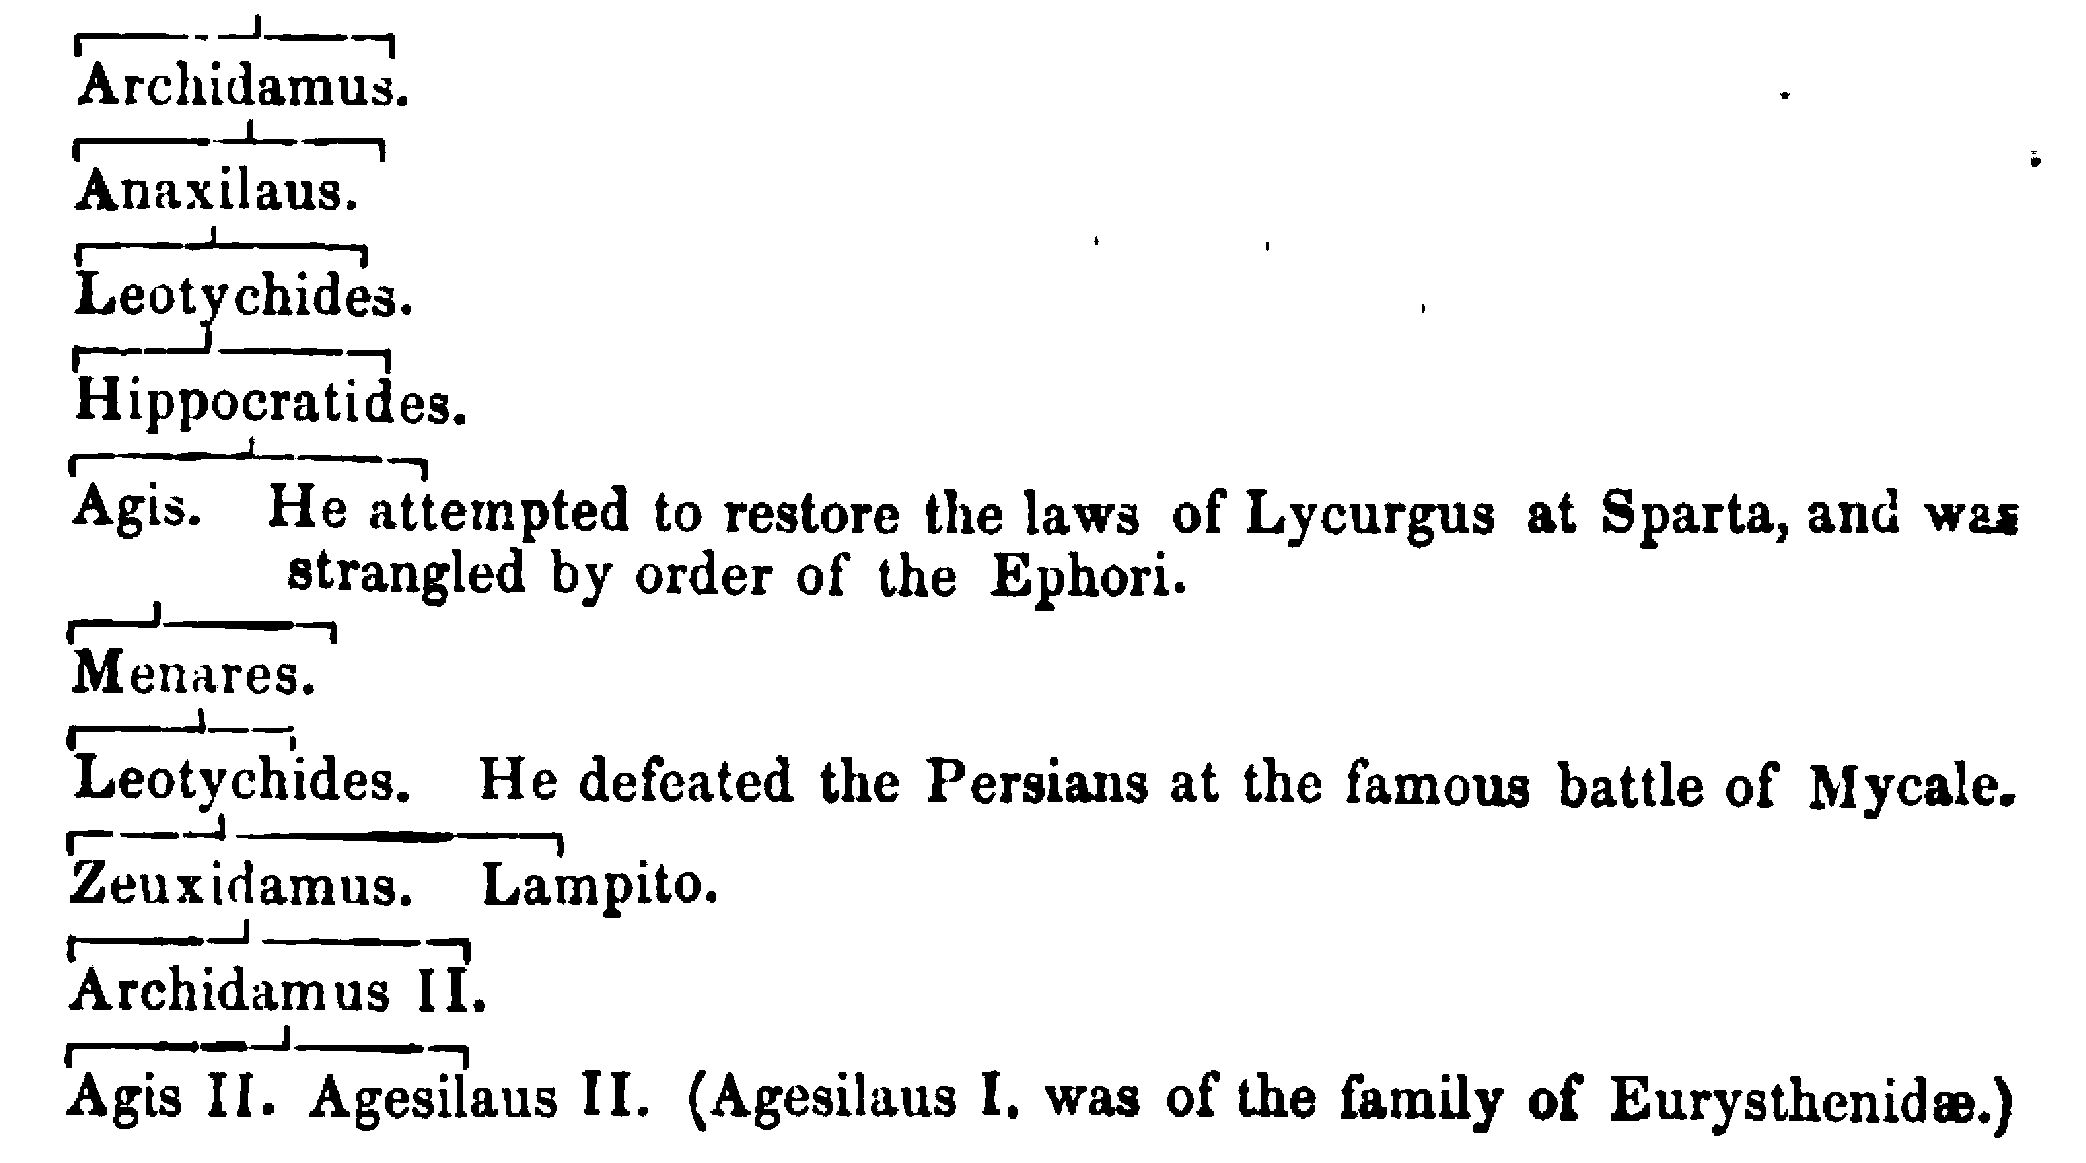 Archidamus.
Anaxilaus.
Leotychides.
Hippocratides.
Agis. He attempted to restore the laws of Lycurgus at Sparta, and was
strangled by order of the Ephori.
Menares.
Leotychides. He defeated the Persians at the famous battle of Mycale.
Zeuxidamus. Lampito.
Archidamus II.
Agis II. Agesilaus II. (Agesilaus I. was of the family of Eurysthenidæ.)